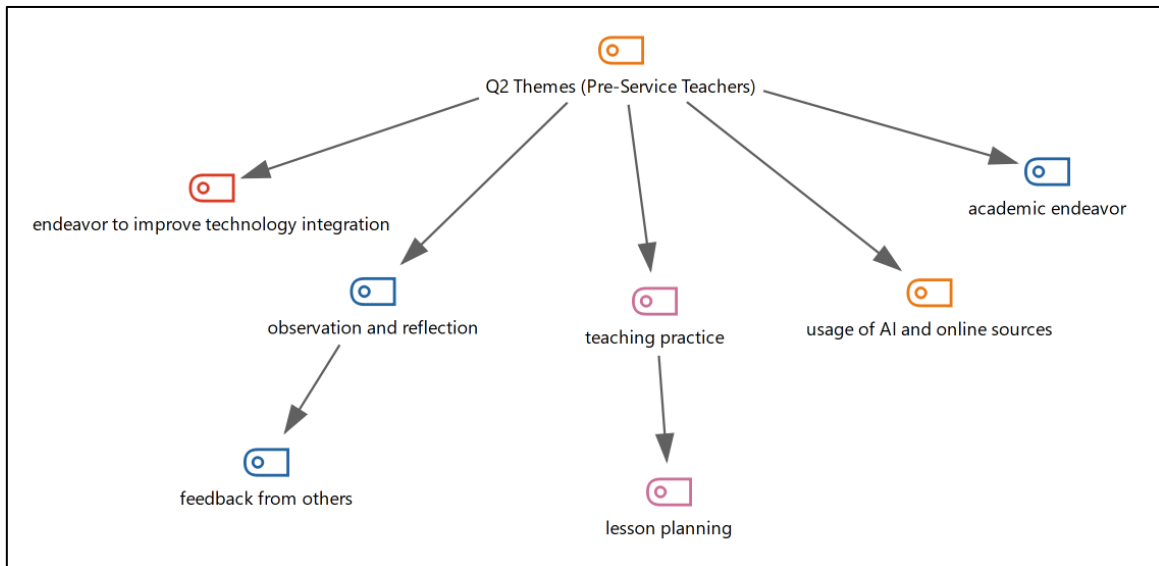 Q2 Themes (Pre-Service Teachers)
academic endeavor
endeavor to improve technology integration
observation and reflection
teaching practice
usage of AI and online sources
feedback from others
lesson planning